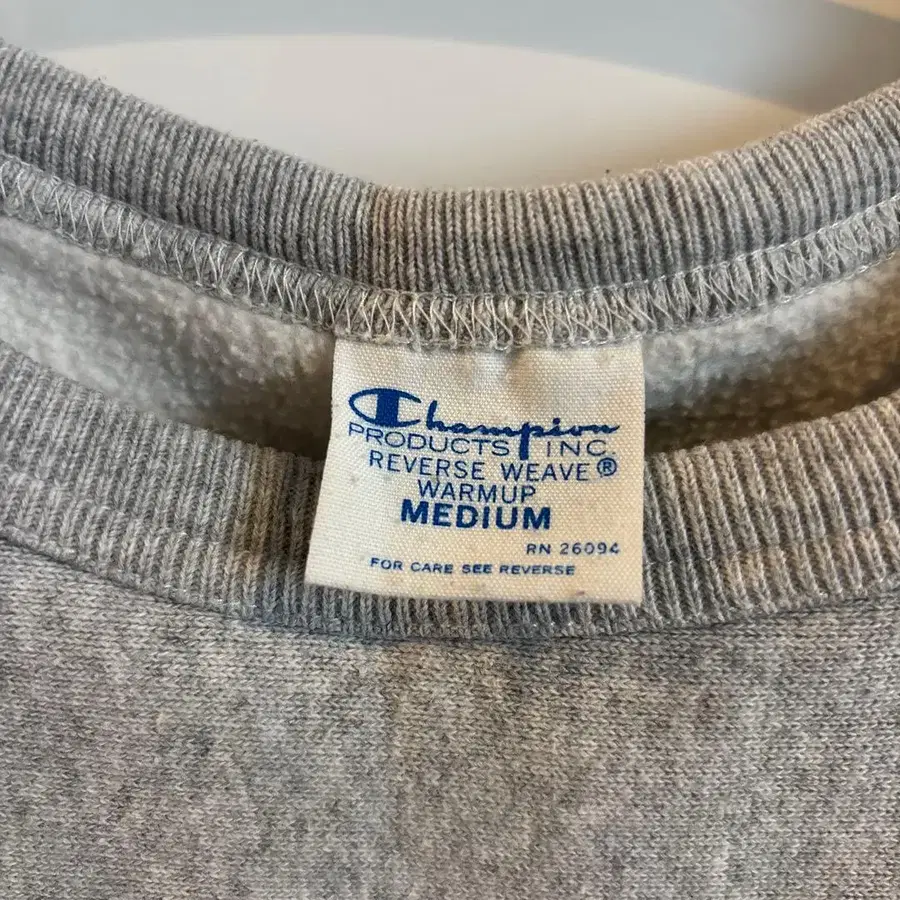 Champion
PRODUCTS INC
REVERSE WEAVE®
WARMUP
MEDIUM
RN 26094
FOR CARE SEE REVERSE